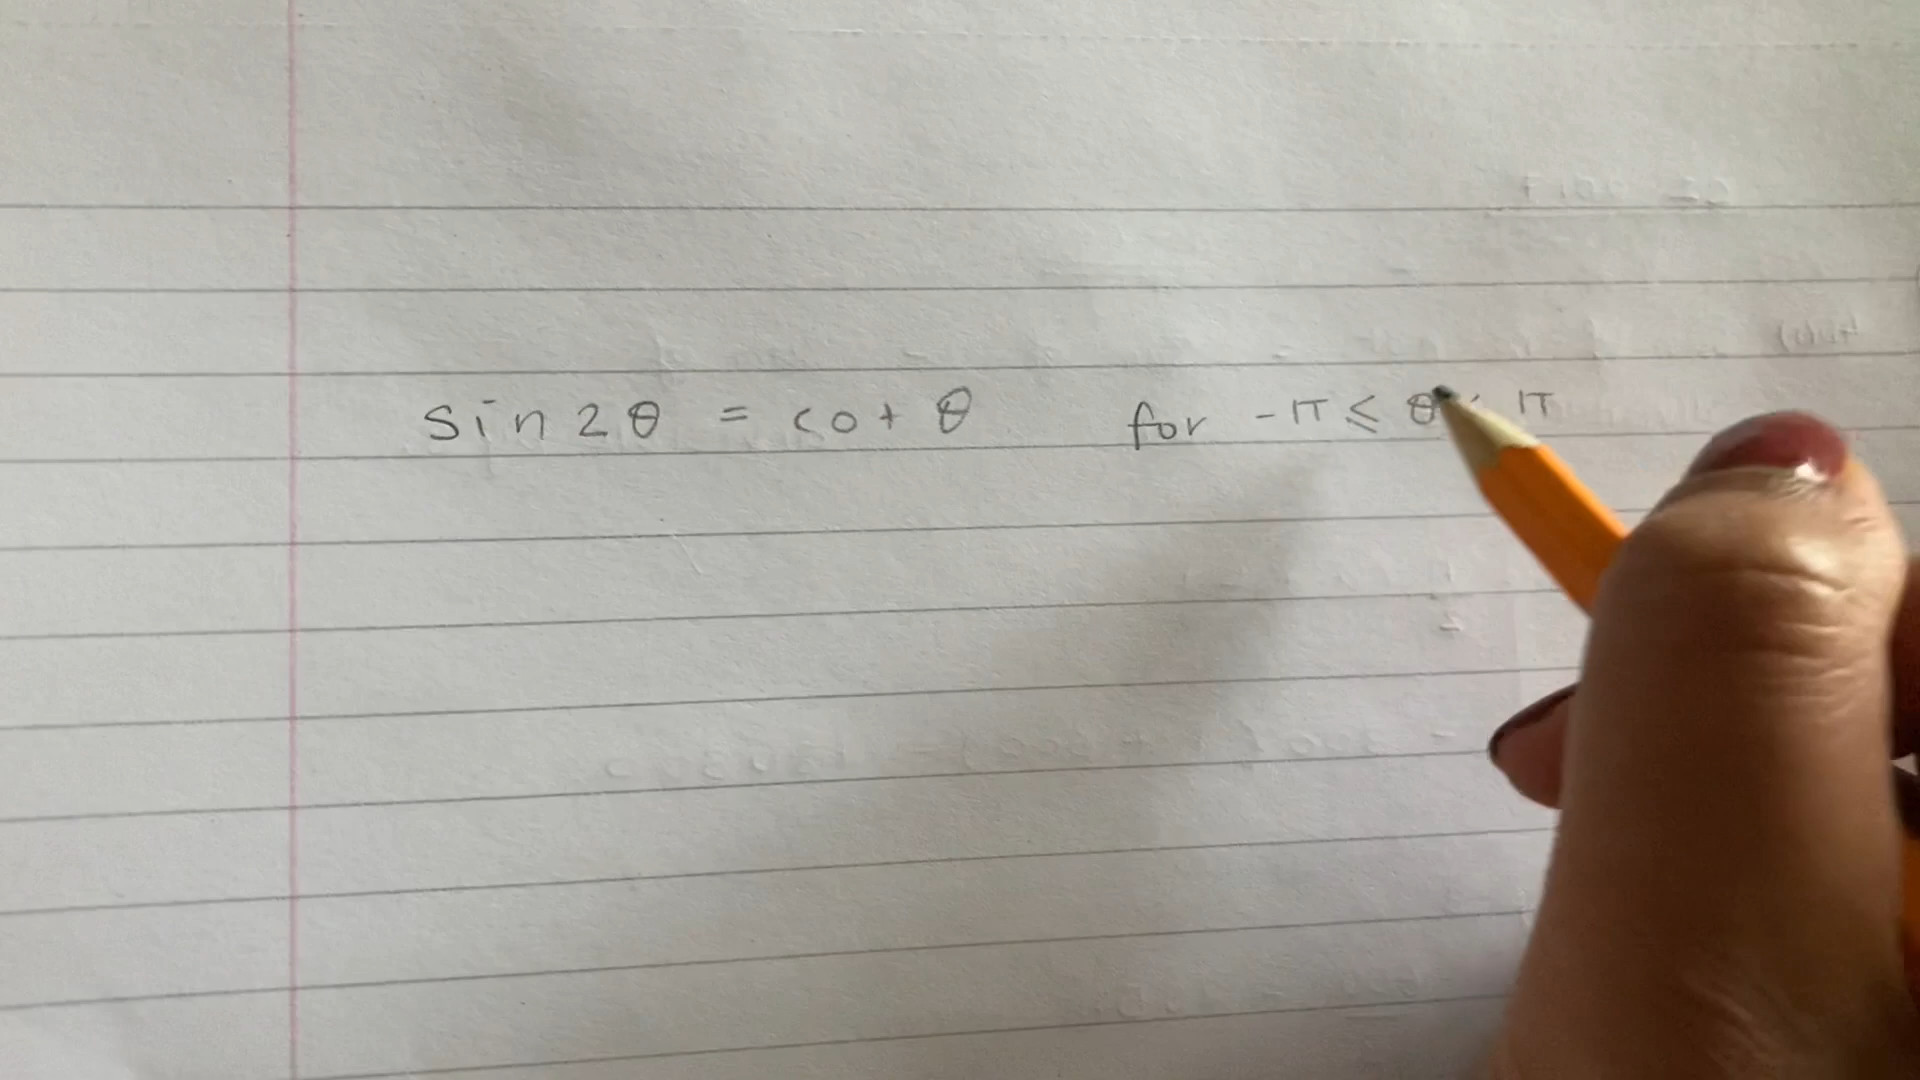 sin 2θ = cot θ for -π ≤ θ < π